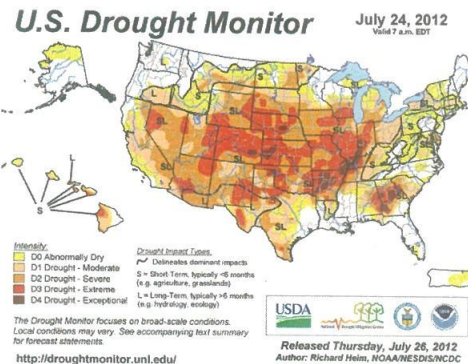 U.S. Drought Monitor
July 24, 2012
Valid 7 a.m. EDT
Intensity:
D0 Abnormally Dry
D1 Drought - Moderate
D2 Drought - Severe
D3 Drought - Extreme
D4 Drought - Exceptional
Drought Impact Types:
Delineates dominant impacts
S = Short-Term, typically <6 months
(e.g. agriculture, grasslands)
L = Long-Term, typically >6 months
(e.g. hydrology, ecology)
The Drought Monitor focuses on broad-scale conditions.
Local conditions may vary. See accompanying text summary
for forecast statements.
http://droughtmonitor.unl.edu/
USDA
Released Thursday, July 26, 2012
Author: Richard Heim, NOAA/NESDIS/NCDC